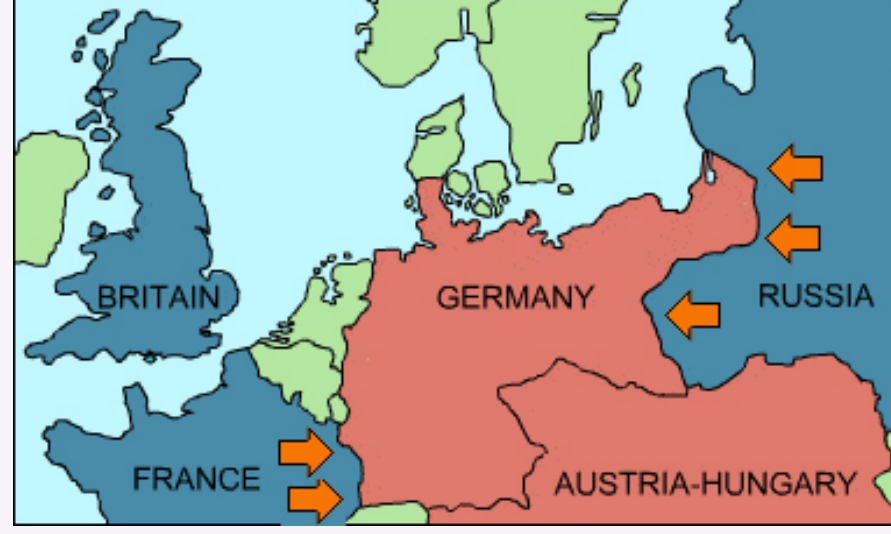 BRITAIN
GERMANY
RUSSIA
FRANCE
AUSTRIA-HUNGARY